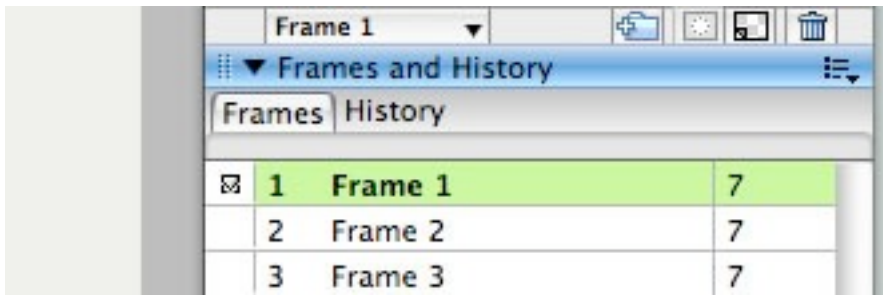 Frame 1
Frames and History
Frames History
1 Frame 1 7
2 Frame 2 7
3 Frame 3 7